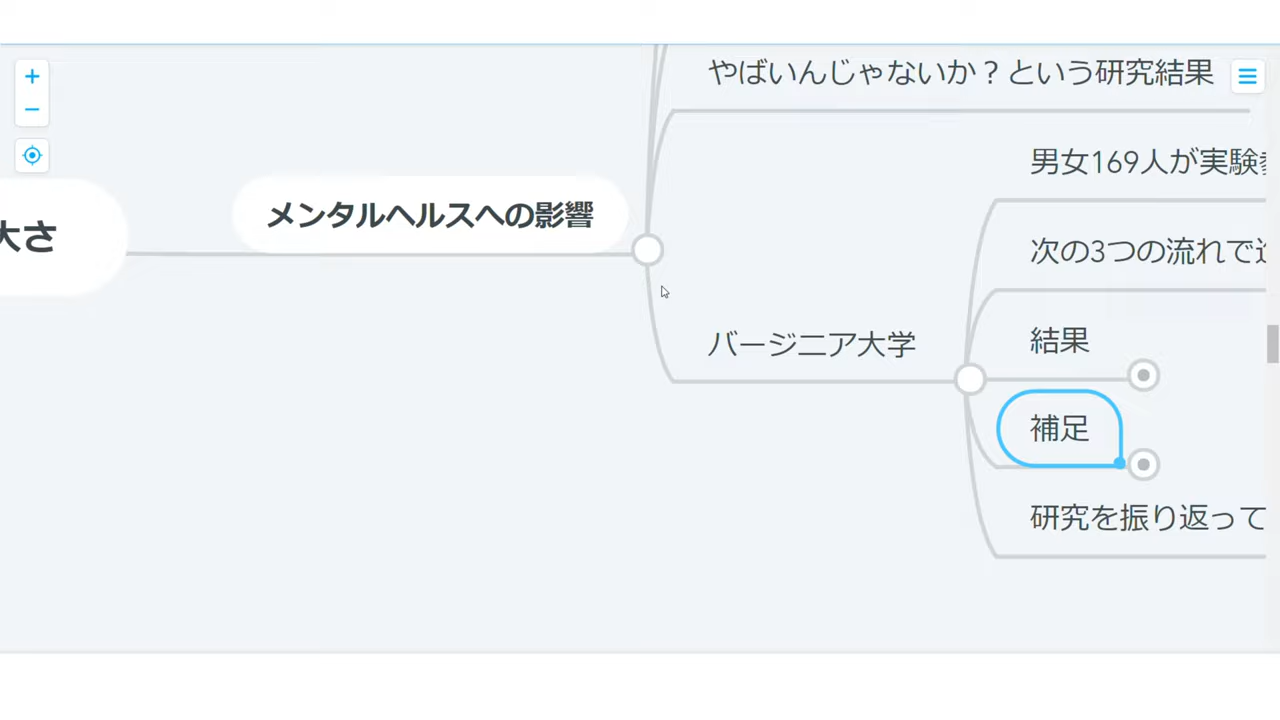 やばいんじゃないか？という研究結果
男女169人が実験
メンタルヘルスへの影響
大さ
次の3つの流れで
バージニア大学
結果
補足
研究を振り返って